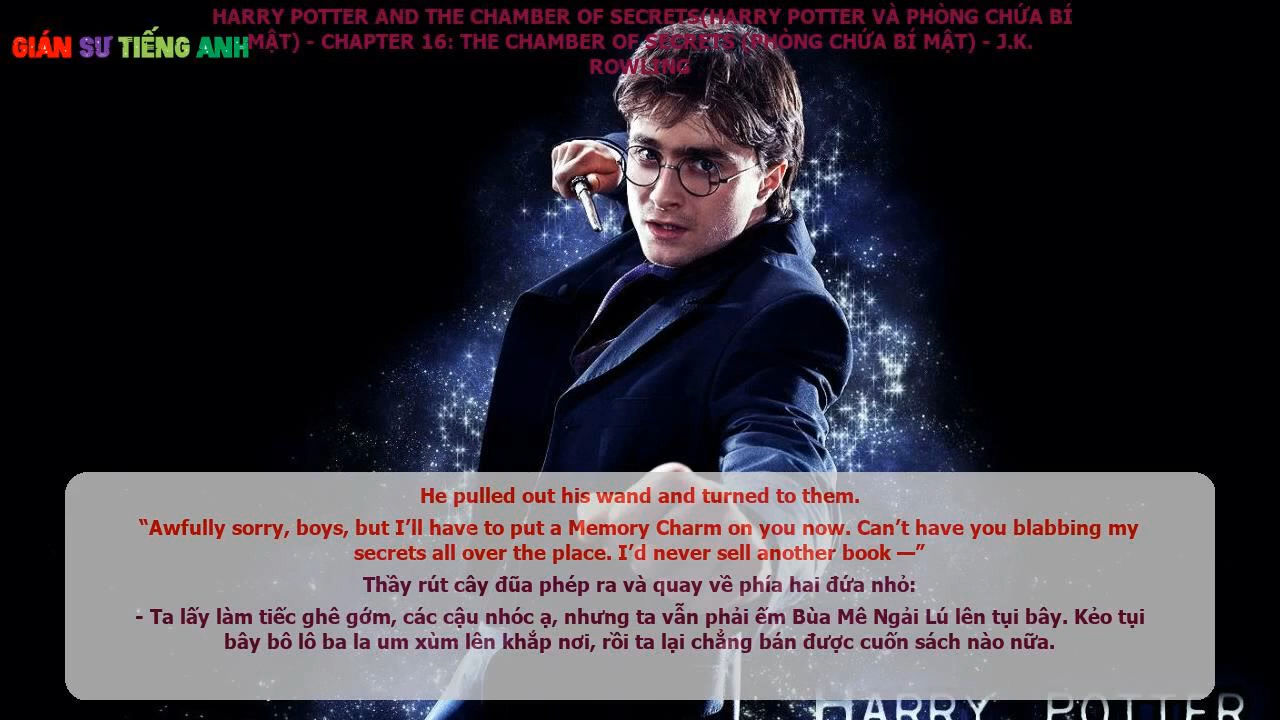 HARRY POTTER AND THE CHAMBER OF SECRETS(HARRY POTTER VÀ PHÒNG CHỨA BÍ
MẬT) - CHAPTER 16: THE CHAMBER OF SECRETS (PHÒNG CHỨA BÍ MẬT) - J.K.
ROWLING
GIÁN SƯ TIẾNG ANH
He pulled out his wand and turned to them.
“Awfully sorry, boys, but I’ll have to put a Memory Charm on you now. Can’t have you blabbing my
secrets all over the place. I’d never sell another book —”
Thầy rút cây đũa phép ra và quay về phía hai đứa nhỏ:
- Ta lấy làm tiếc ghê gớm, các cậu nhóc ạ, nhưng ta vẫn phải ếm Bùa Mê Ngải Lú lên tụi bây. Kẻo tụi
bây bô lô ba la um xùm lên khắp nơi, rồi ta lại chẳng bán được cuốn sách nào nữa.
HARRY POTTER